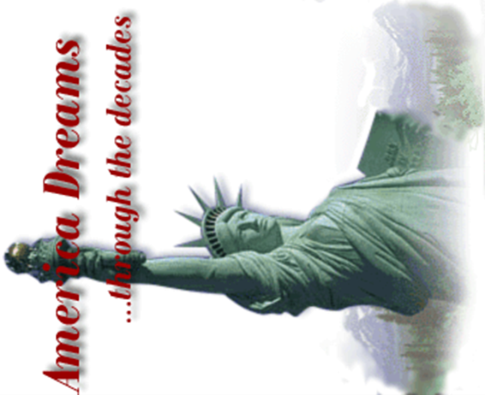 America Dreams
...through the decades